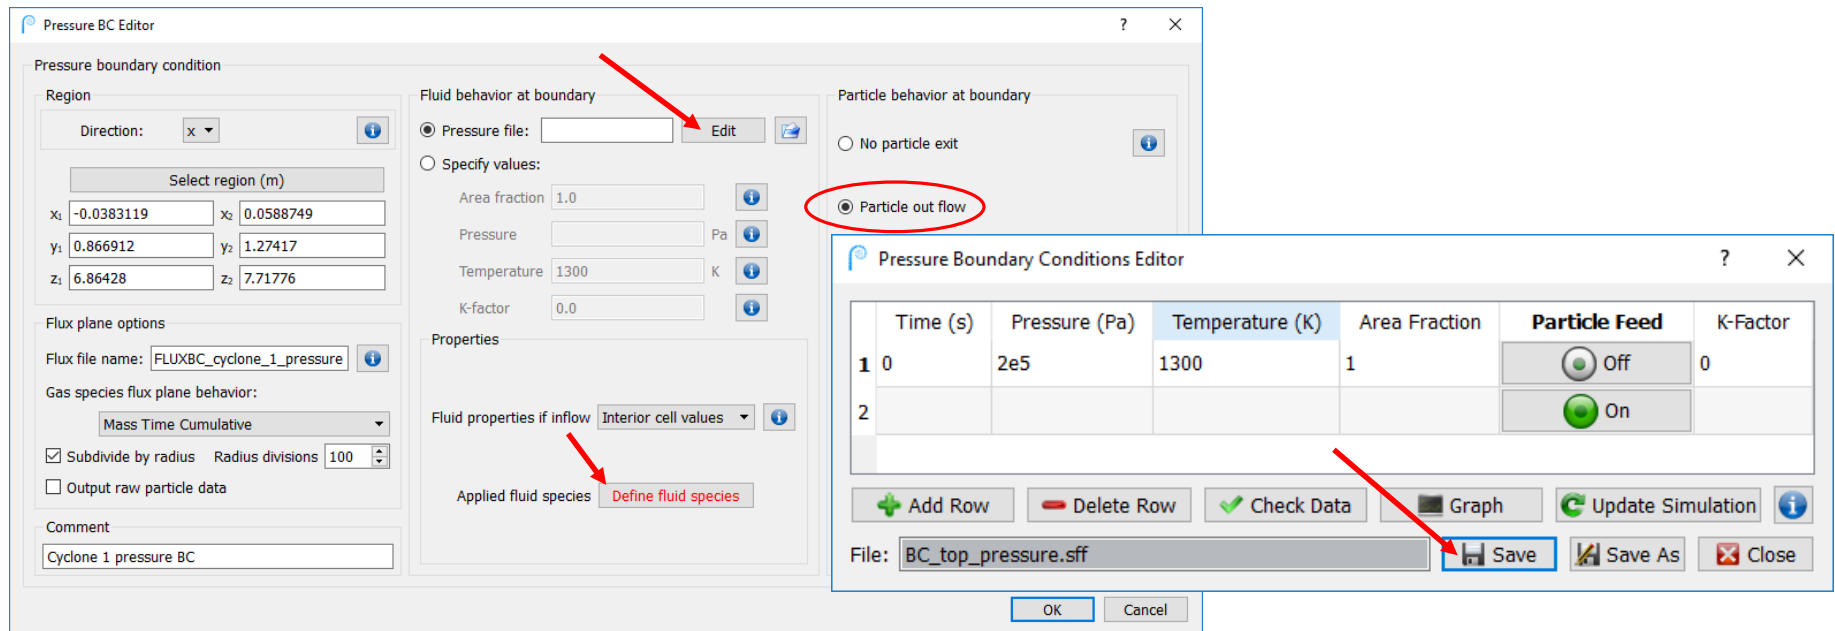 Pressure BC Editor
?
Pressure boundary condition
Region
Direction: x
Select region (m)
x₁ -0.0383119 x₂ 0.0588749
y₁ 0.866912 y₂ 1.27417
z₁ 6.86428 z₂ 7.71776
Flux plane options
Flux file name: FLUXBC_cyclone_1_pressure
Gas species flux plane behavior:
Mass Time Cumulative
Subdivide by radius Radius divisions 100
Output raw particle data
Comment
Cyclone 1 pressure BC
Fluid behavior at boundary
Pressure file: Edit
Specify values:
Area fraction 1.0
Pressure Pa
Temperature 1300 K
K-factor 0.0
Properties
Fluid properties if inflow Interior cell values
Applied fluid species Define fluid species
Particle behavior at boundary
No particle exit
Particle out flow
OK Cancel
Pressure Boundary Conditions Editor
?
Time (s) Pressure (Pa) Temperature (K) Area Fraction Particle Feed K-Factor
1 0 2e5 1300 1 Off 0
2 On
Add Row Delete Row Check Data Graph Update Simulation
File: BC_top_pressure.sff Save Save As Close